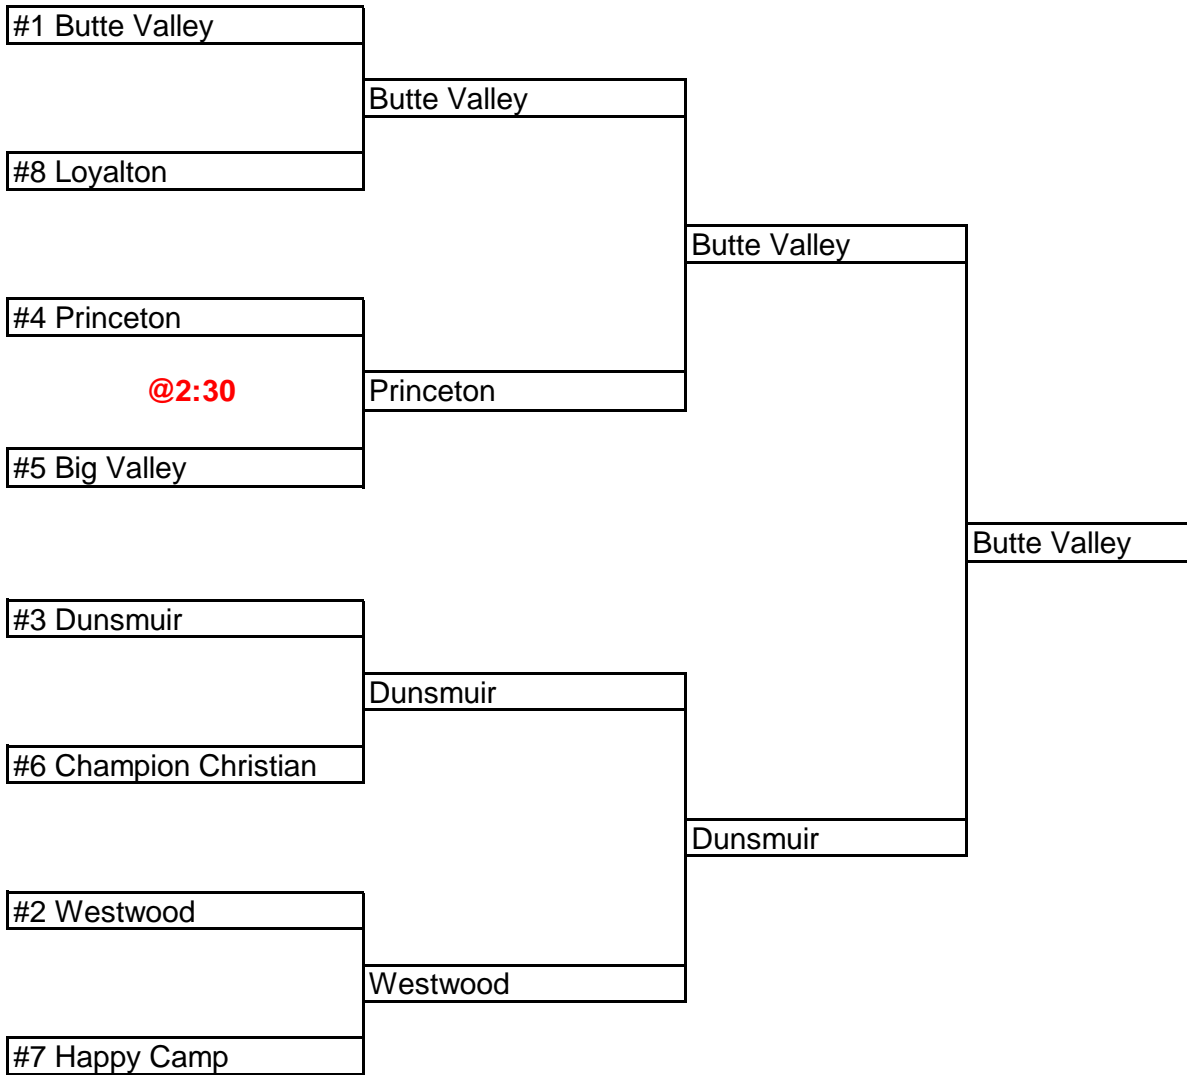 #1 Butte Valley
Butte Valley
#8 Loyalton
Butte Valley
#4 Princeton
@2:30
Princeton
#5 Big Valley
Butte Valley
#3 Dunsmuir
Dunsmuir
#6 Champion Christian
Dunsmuir
#2 Westwood
Westwood
#7 Happy Camp